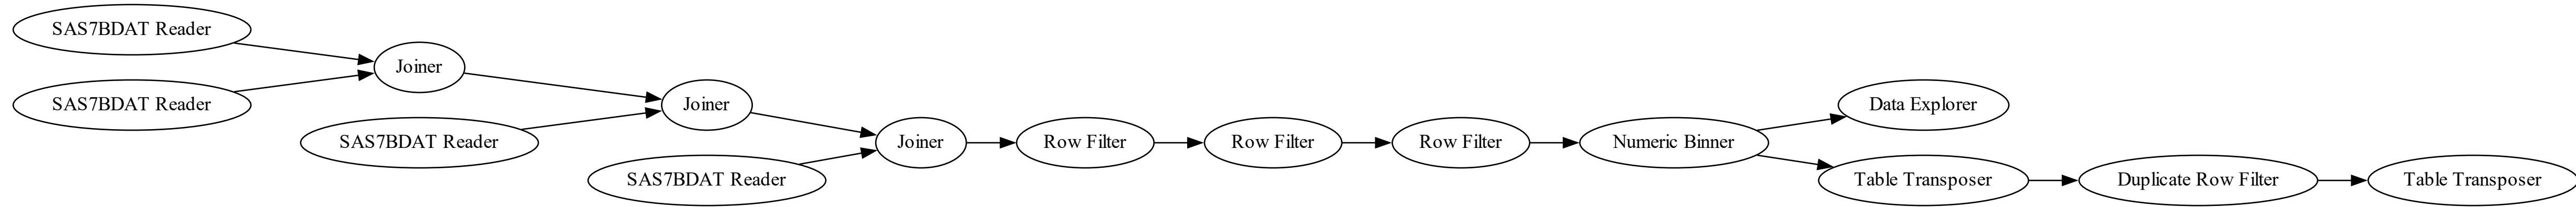 SAS7BDAT Reader
SAS7BDAT Reader
Joiner
SAS7BDAT Reader
Joiner
SAS7BDAT Reader
Joiner
Row Filter
Row Filter
Row Filter
Numeric Binner
Data Explorer
Table Transposer
Duplicate Row Filter
Table Transposer